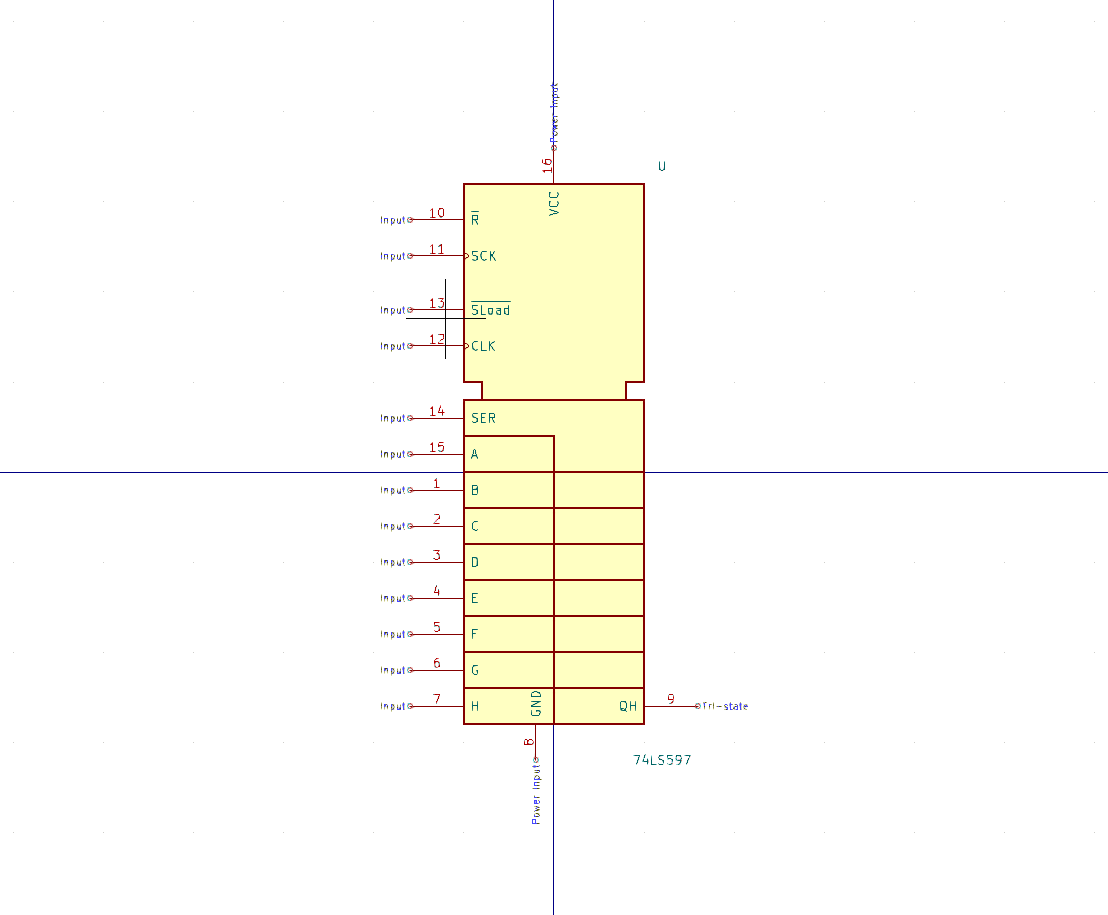 Power Input
16
U
VCC
Input 10 R
Input 11 SCK
Input 13 SLoad
Input 12 CLK
Input 14 SER
Input 15 A
Input 1 B
Input 2 C
Input 3 D
Input 4 E
Input 5 F
Input 6 G
Input 7 H GND QH 9 Tri-state
8
74LS597
Power Input